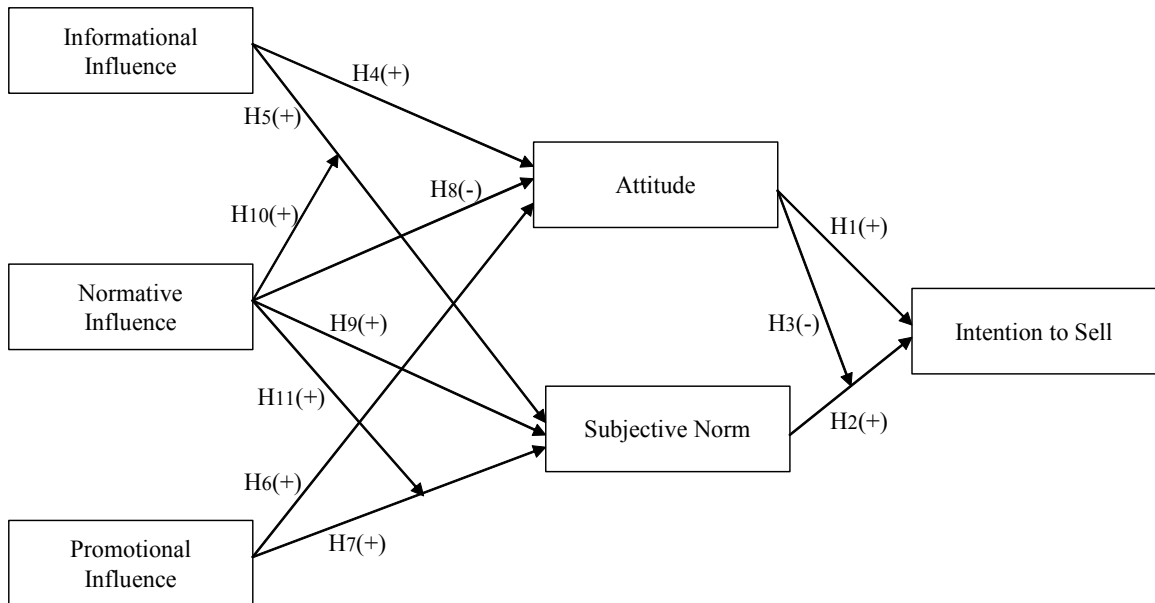 Informational
Influence
H4(+)
H5(+)
Attitude
H8(-)
H10(+)
H1(+)
Normative
Influence
H9(+)
H3(-)
Intention to Sell
H11(+)
Subjective Norm
H2(+)
H6(+)
H7(+)
Promotional
Influence